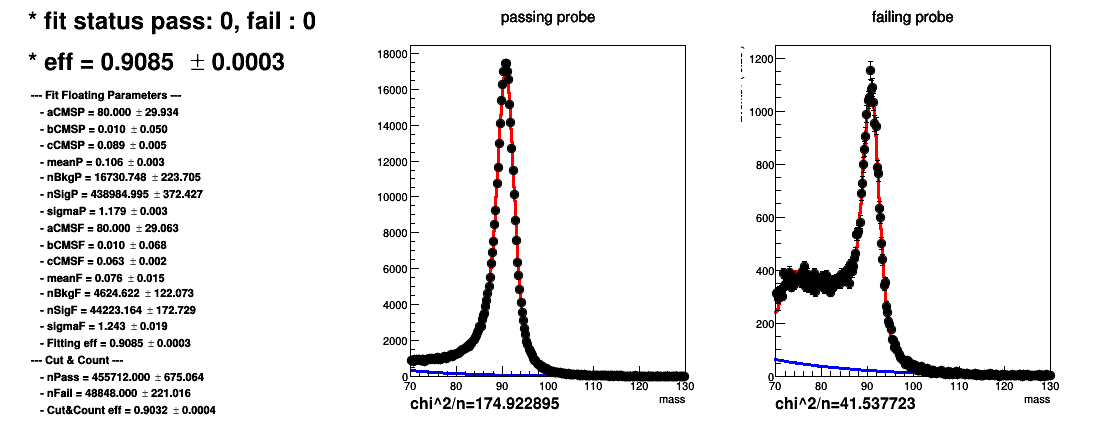 * fit status pass: 0, fail : 0
* eff = 0.9085 ± 0.0003
--- Fit Floating Parameters ---
- aCMSP = 80.000 ± 29.934
- bCMSP = 0.010 ± 0.050
- cCMSP = 0.089 ± 0.005
- meanP = 0.106 ± 0.003
- nBkgP = 16730.748 ± 223.705
- nSigP = 438984.995 ± 372.427
- sigmaP = 1.179 ± 0.003
- aCMSF = 80.000 ± 29.063
- bCMSF = 0.010 ± 0.068
- cCMSF = 0.063 ± 0.002
- meanF = 0.076 ± 0.015
- nBkgF = 4624.622 ± 122.073
- nSigF = 44223.164 ± 172.729
- sigmaF = 1.243 ± 0.019
- Fitting eff = 0.9085 ± 0.0003
--- Cut & Count ---
- nPass = 455712.000 ± 675.064
- nFail = 48848.000 ± 221.016
- Cut&Count eff = 0.9032 ± 0.0004
passing probe
18000
16000
14000
12000
10000
8000
6000
4000
2000
0
70 80 90 100 110 120 130
mass
chi^2/n=174.922895
failing probe
1200
1000
800
600
400
200
0
70 80 90 100 110 120 130
mass
chi^2/n=41.537723